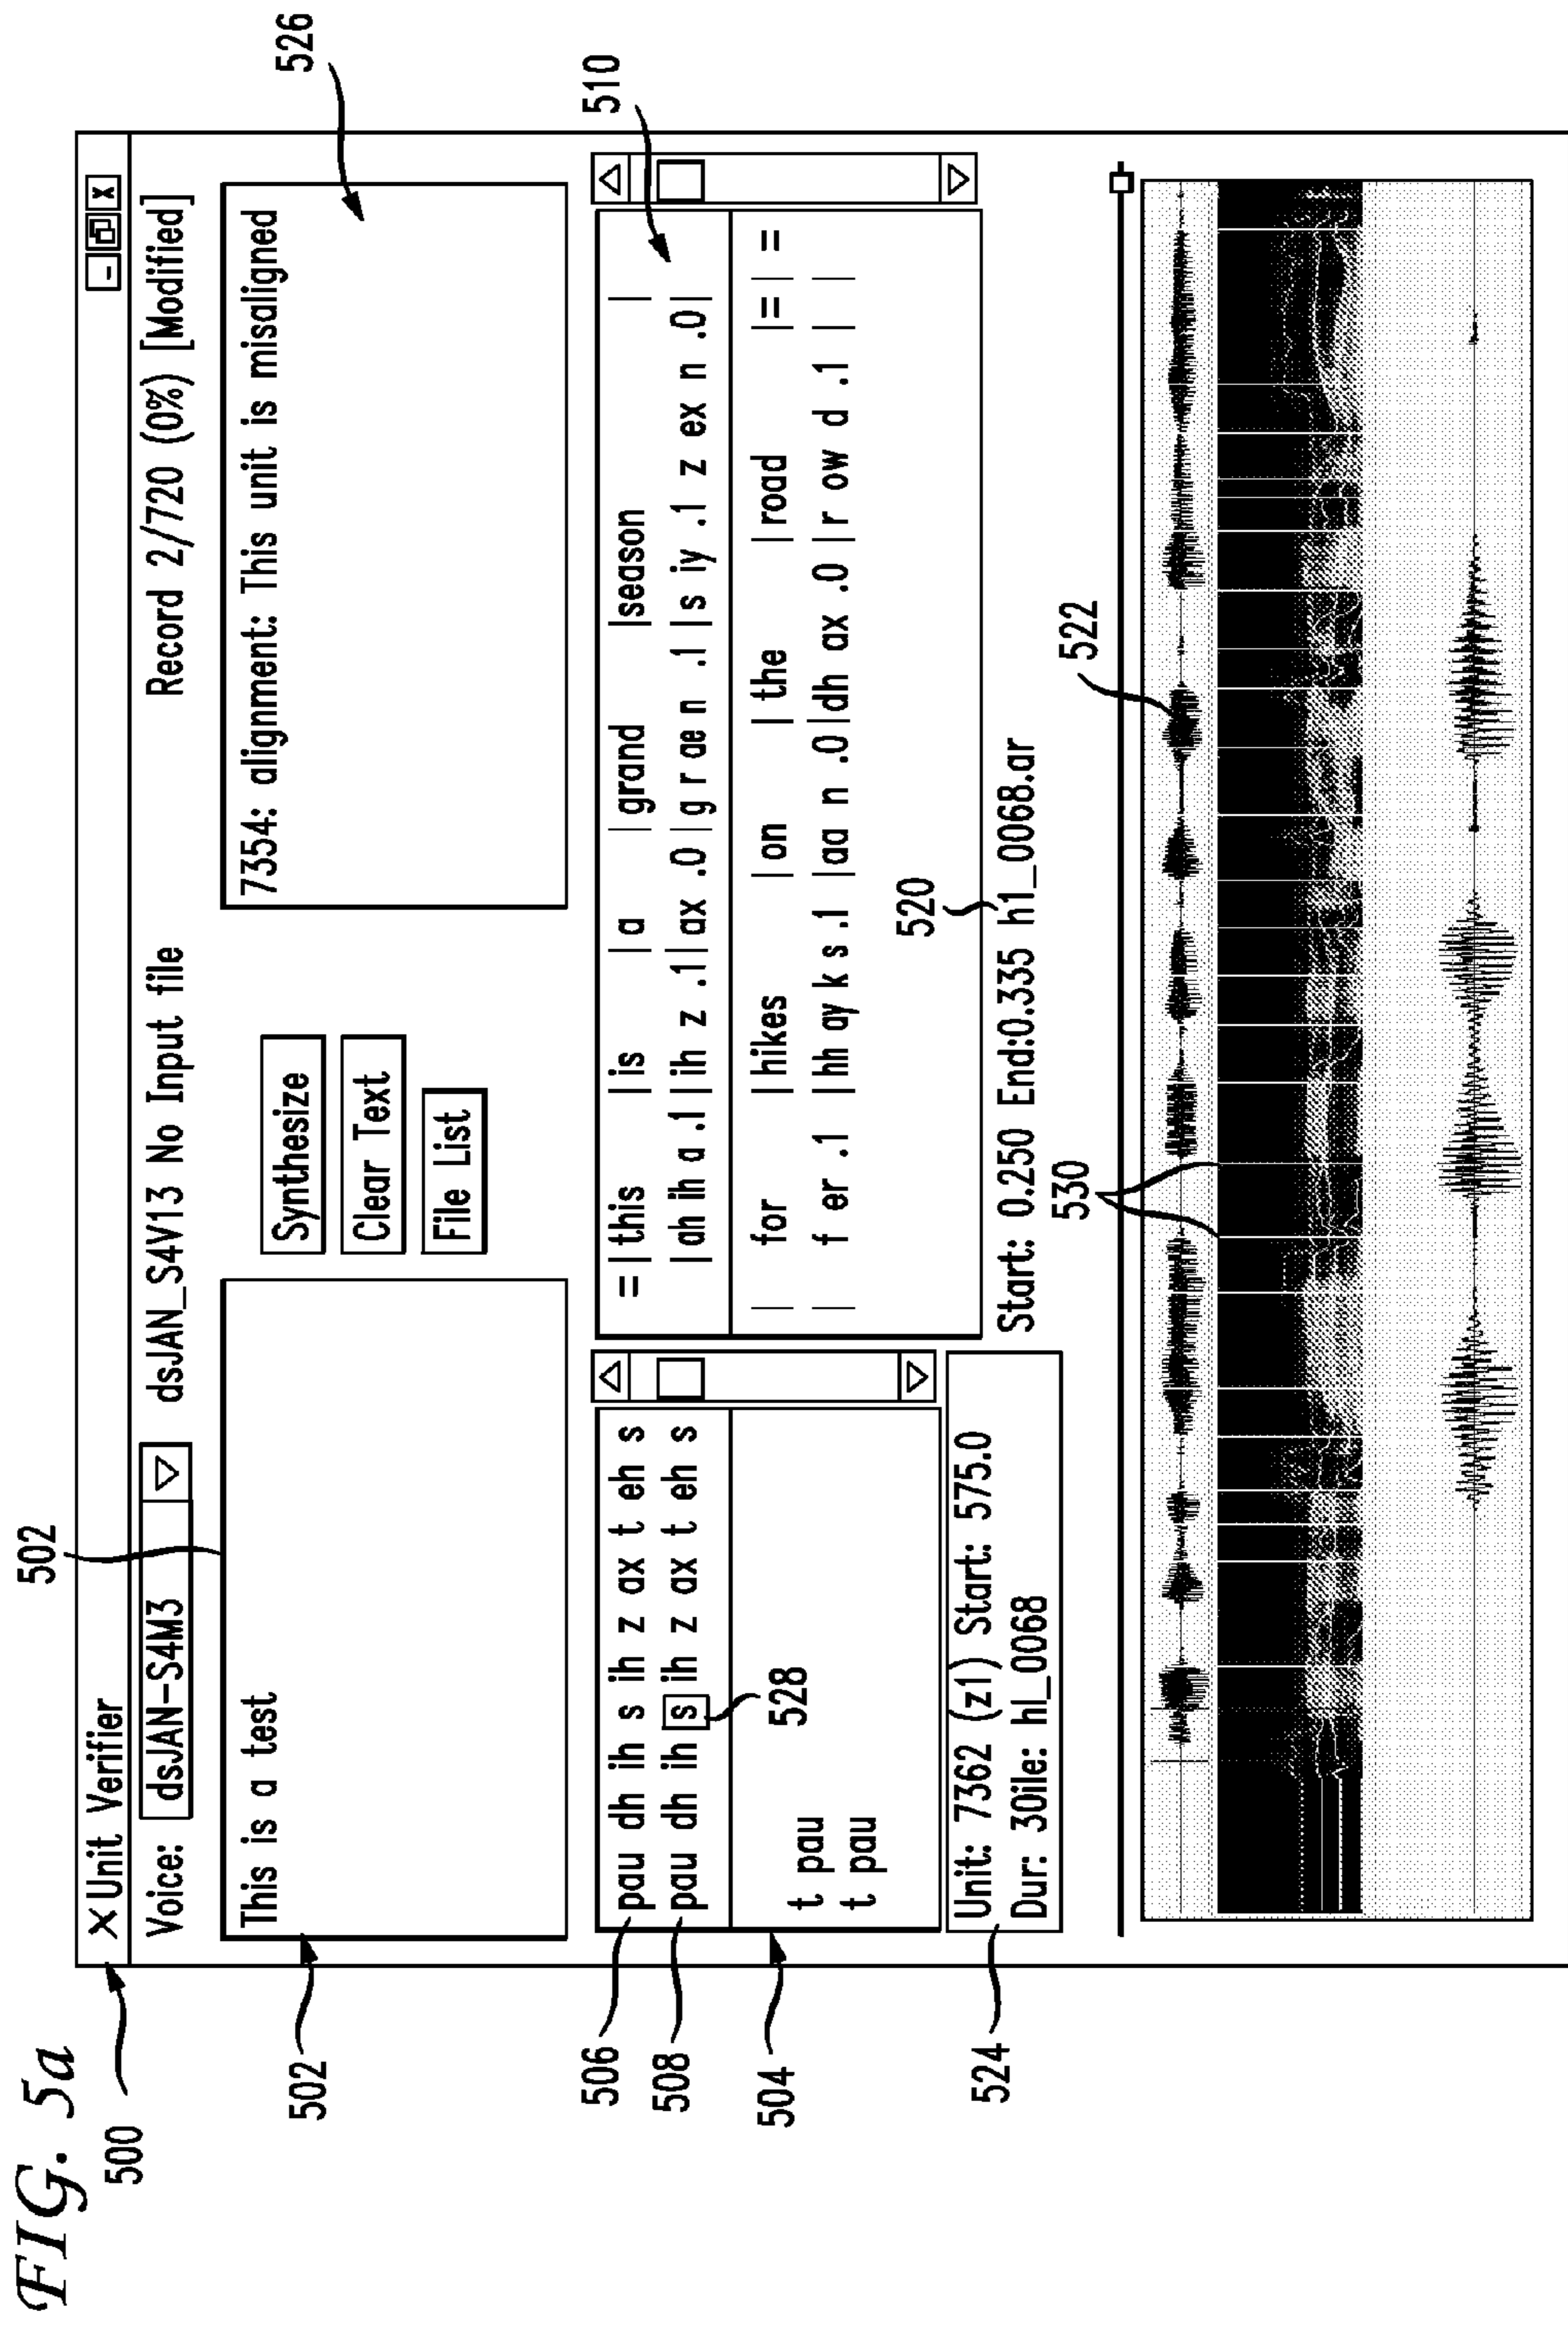 FIG. 5a
500
X Unit Verifier
Voice: dsJAN-S4M3 dsJAN_S4V13 No Input file Record 2/720 (0%) [Modified]
502
502
526
This is a test
Synthesize
Clear Text
File List
7354: alignment: This unit is misaligned
506
508
504
pau dh ih s ih z ax t eh s
pau dh ih s ih z ax t eh s
528
t pau
t pau
510
= |this |is |a |grand |season |
|ah ih a .1|ih z .1|ax .0|g r ae n .1|s iy .1 z ex n .0|
| for |hikes |on |the |road |=| =
| f er .1 |hh ay k s .1 |aa n .0|dh ax .0|r ow d .1 | |
520
524
Unit: 7362 (z1) Start: 575.0
Dur: 30ile: hl_0068
Start: 0.250 End:0.335 h1_0068.ar
530
522